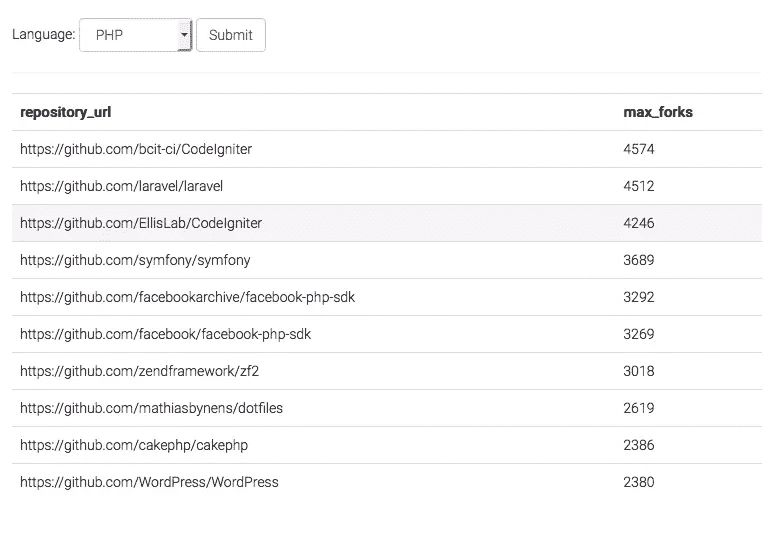 Language: PHP Submit
repository_url max_forks
https://github.com/bcit-ci/CodeIgniter 4574
https://github.com/laravel/laravel 4512
https://github.com/EllisLab/CodeIgniter 4246
https://github.com/symfony/symfony 3689
https://github.com/facebookarchive/facebook-php-sdk 3292
https://github.com/facebook/facebook-php-sdk 3269
https://github.com/zendframework/zf2 3018
https://github.com/mathiasbynens/dotfiles 2619
https://github.com/cakephp/cakephp 2386
https://github.com/WordPress/WordPress 2380